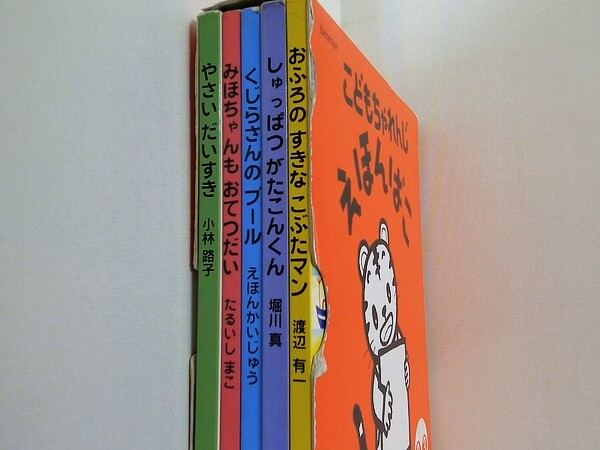 やさい だいすき 小林 路子
みほちゃんも おてつだい たるいし まこ
くじらさんの プール えほんかいじゅう
しゅっぱつ がたこんくん 堀川 真
おふろの すきな こぶたマン 渡辺 有一
こどもちゃれんじ
えほんばこ